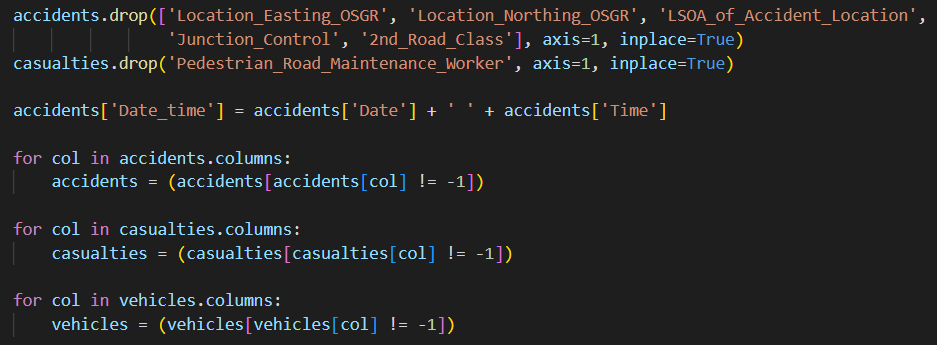 accidents.drop(['Location_Easting_OSGR', 'Location_Northing_OSGR', 'LSOA_of_Accident_Location',
                'Junction_Control', '2nd_Road_Class'], axis=1, inplace=True)
casualties.drop('Pedestrian_Road_Maintenance_Worker', axis=1, inplace=True)

accidents['Date_time'] = accidents['Date'] + ' ' + accidents['Time']

for col in accidents.columns:
    accidents = (accidents[accidents[col] != -1])

for col in casualties.columns:
    casualties = (casualties[casualties[col] != -1])

for col in vehicles.columns:
    vehicles = (vehicles[vehicles[col] != -1])